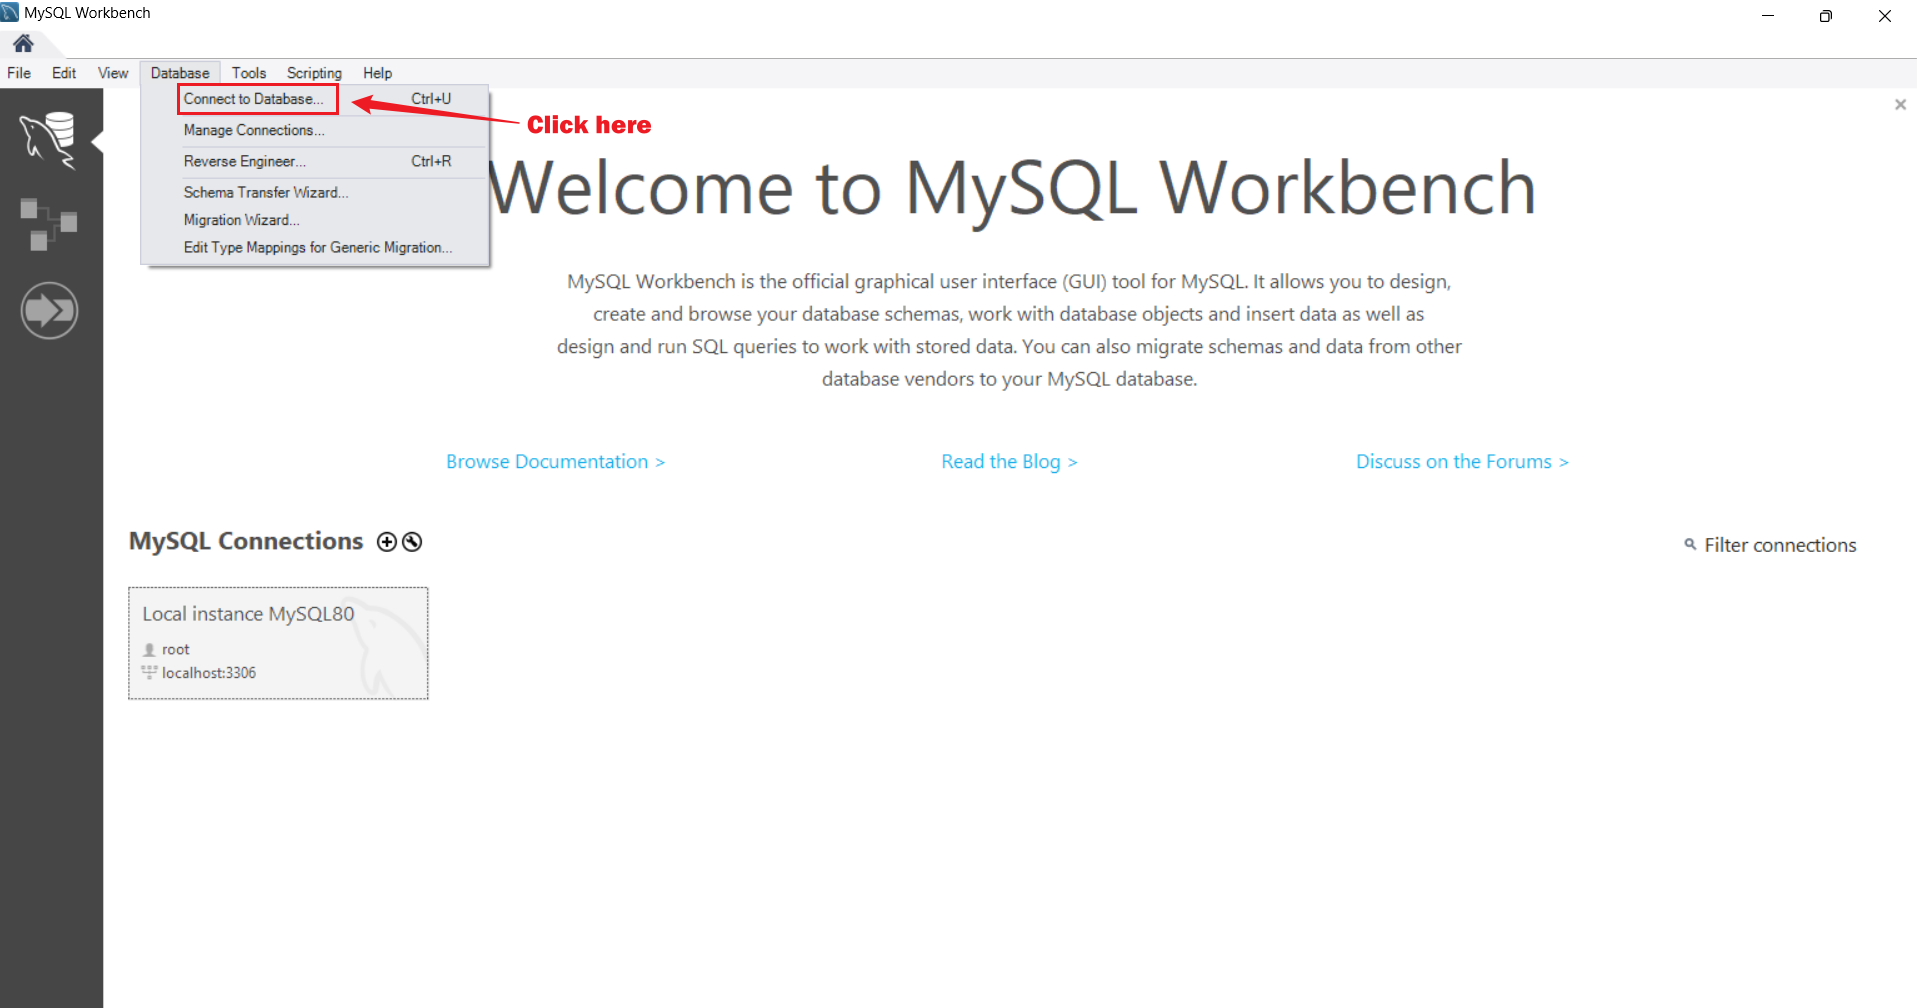 MySQL Workbench
File Edit View Database Tools Scripting Help
Connect to Database... Ctrl+U
Click here
Manage Connections...
Reverse Engineer... Ctrl+R
Schema Transfer Wizard...
Migration Wizard...
Edit Type Mappings for Generic Migration...
Welcome to MySQL Workbench
MySQL Workbench is the official graphical user interface (GUI) tool for MySQL. It allows you to design,
create and browse your database schemas, work with database objects and insert data as well as
design and run SQL queries to work with stored data. You can also migrate schemas and data from other
database vendors to your MySQL database.
Browse Documentation > Read the Blog > Discuss on the Forums >
MySQL Connections
Filter connections
Local instance MySQL80
root
localhost:3306